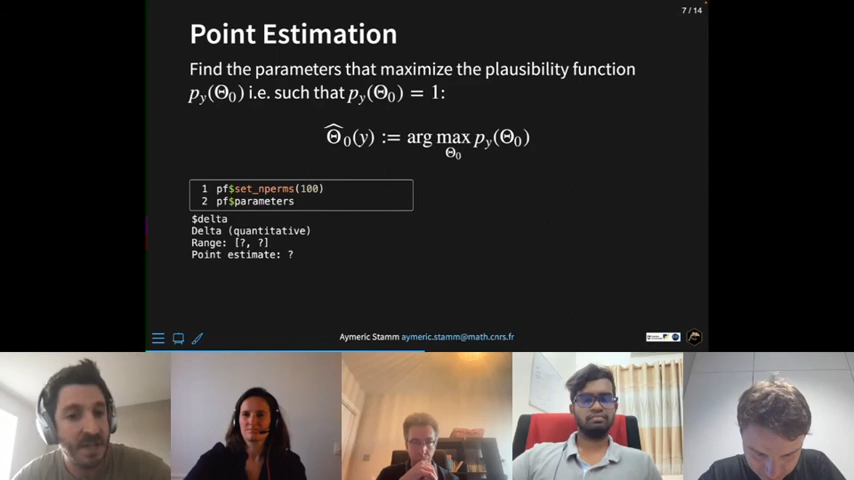 7 / 14
Point Estimation
Find the parameters that maximize the plausibility function
p_y(Θ_0) i.e. such that p_y(Θ_0) = 1:
Θ̂_0(y) := arg max p_y(Θ_0)
Θ_0
1 pf$set_nperms(100)
2 pf$parameters
$delta
Delta (quantitative)
Range: [?, ?]
Point estimate: ?
Aymeric Stamm aymeric.stamm@math.cnrs.fr